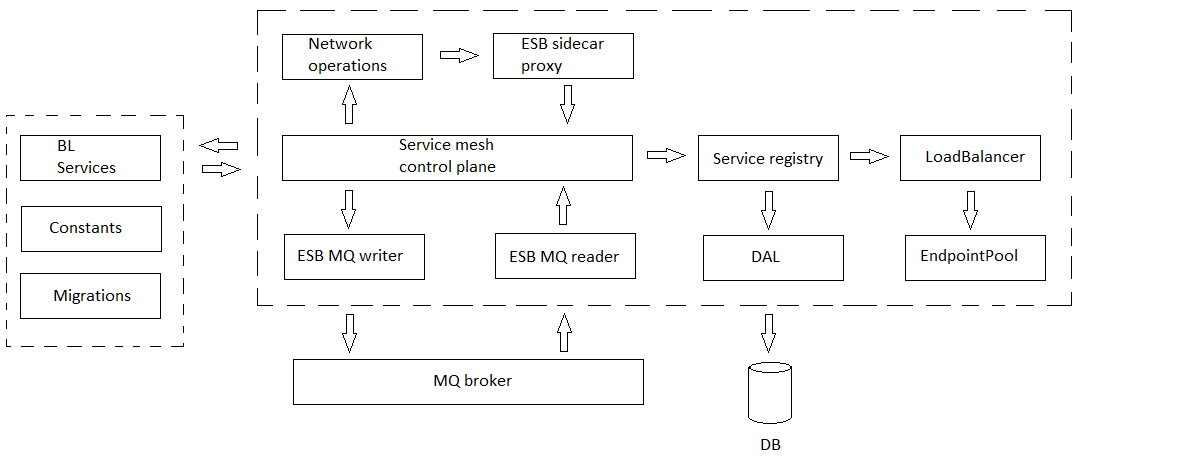 Network
operations
ESB sidecar
proxy
BL
Services
Service mesh
control plane
Service registry
LoadBalancer
Constants
ESB MQ writer
ESB MQ reader
DAL
EndpointPool
Migrations
MQ broker
DB